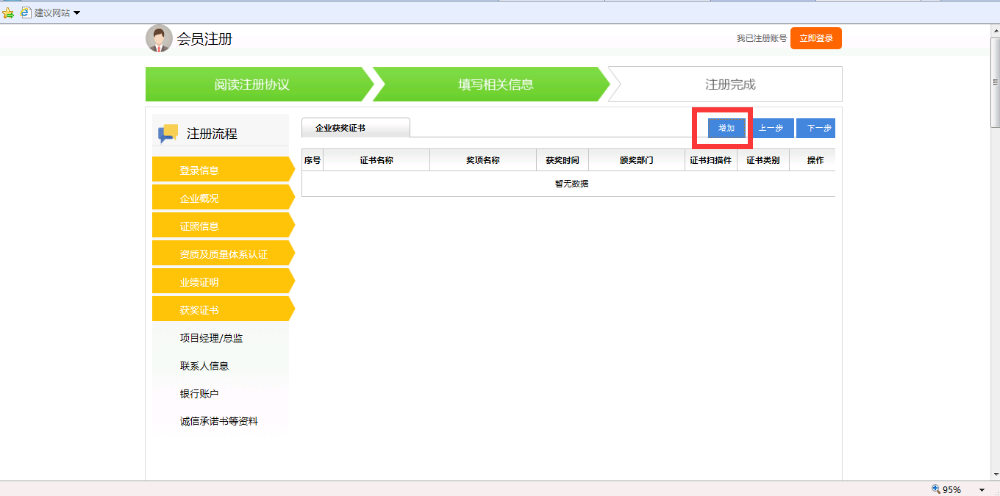 建议网站
会员注册
我已注册账号 立即登录
阅读注册协议 填写相关信息 注册完成
注册流程
登录信息
企业概况
证照信息
资质及质量体系认证
业绩证明
获奖证书
项目经理/总监
联系人信息
银行账户
诚信承诺书等资料
企业获奖证书 增加 上一步 下一步
序号 证书名称 奖项名称 获奖时间 颁奖部门 证书扫描件 证书类别 操作
暂无数据
95%